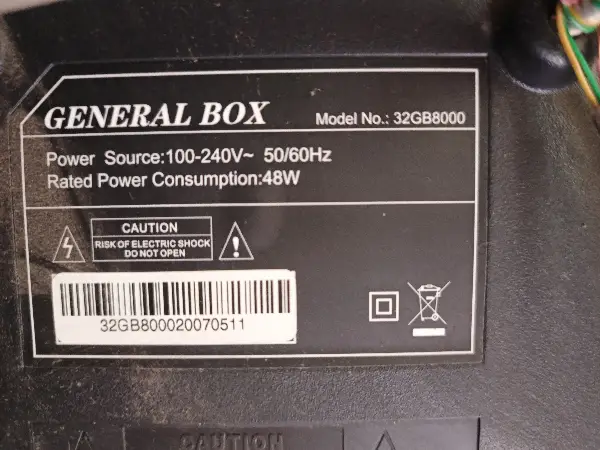 GENERAL BOX
Model No.: 32GB8000
Power Source:100-240V~ 50/60Hz
Rated Power Consumption:48W
CAUTION
RISK OF ELECTRIC SHOCK
DO NOT OPEN
32GB800020070511
CAUTION